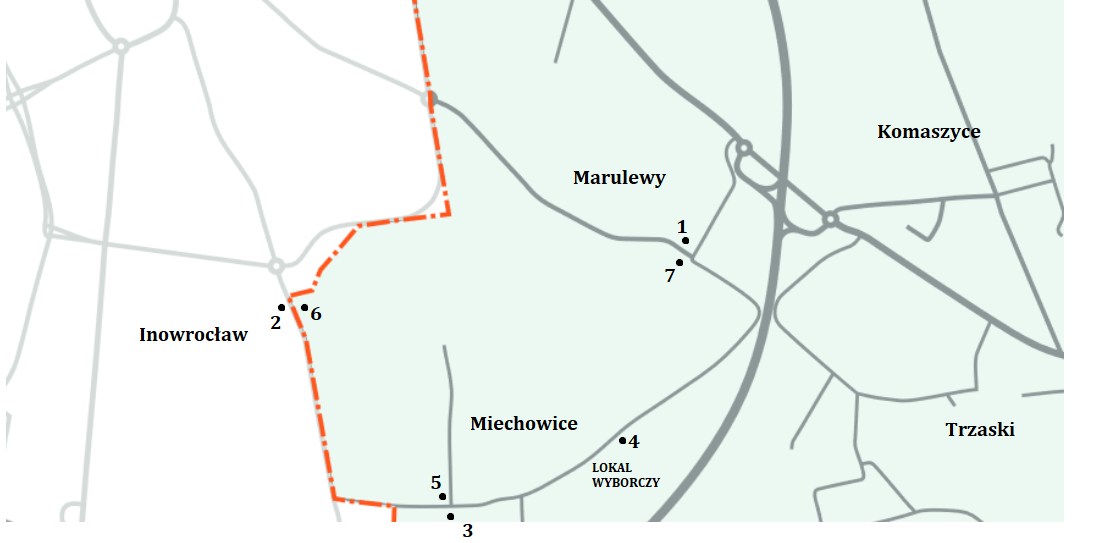 Komaszyce
Marulewy
1
7
2
6
Inowrocław
Miechowice
Trzaski
4
LOKAL
WYBORCZY
5
3